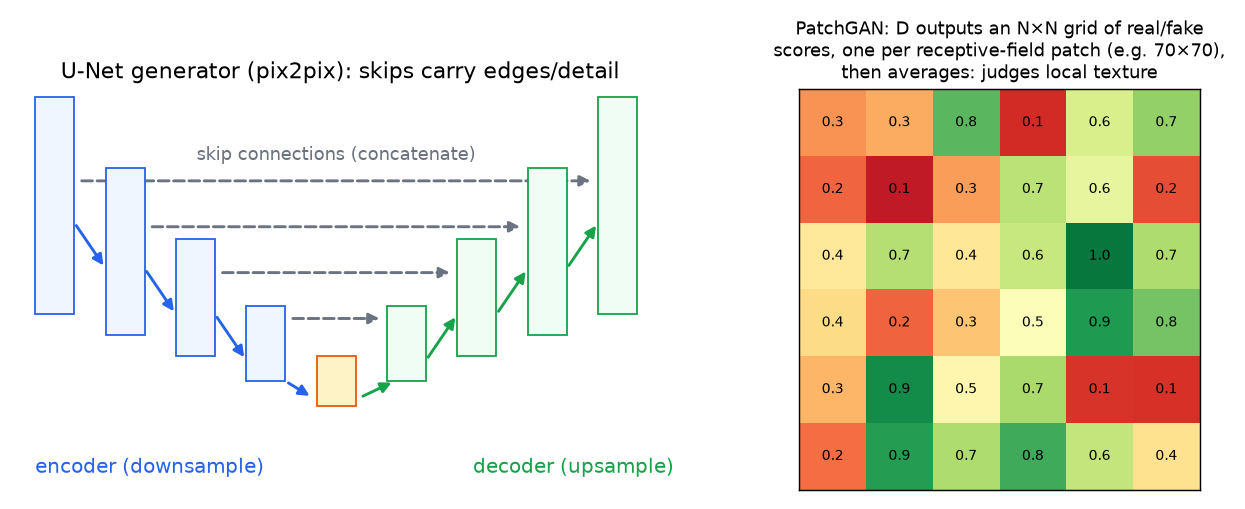 U-Net generator (pix2pix): skips carry edges/detail
skip connections (concatenate)
encoder (downsample)
decoder (upsample)
PatchGAN: D outputs an N×N grid of real/fake
scores, one per receptive-field patch (e.g. 70×70),
then averages: judges local texture
0.3 0.3 0.8 0.1 0.6 0.7
0.2 0.1 0.3 0.7 0.6 0.2
0.4 0.7 0.4 0.6 1.0 0.7
0.4 0.2 0.3 0.5 0.9 0.8
0.3 0.9 0.5 0.7 0.1 0.1
0.2 0.9 0.7 0.8 0.6 0.4